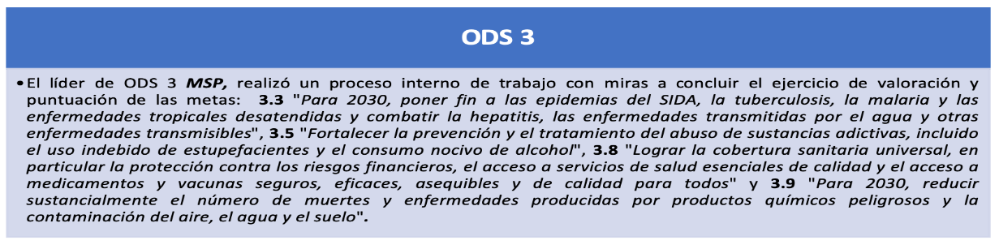 ODS 3
•El líder de ODS 3 MSP, realizó un proceso interno de trabajo con miras a concluir el ejercicio de valoración y
puntuación de las metas: 3.3 "Para 2030, poner fin a las epidemias del SIDA, la tuberculosis, la malaria y las
enfermedades tropicales desatendidas y combatir la hepatitis, las enfermedades transmitidas por el agua y otras
enfermedades transmisibles", 3.5 "Fortalecer la prevención y el tratamiento del abuso de sustancias adictivas, incluido
el uso indebido de estupefacientes y el consumo nocivo de alcohol", 3.8 "Lograr la cobertura sanitaria universal, en
particular la protección contra los riesgos financieros, el acceso a servicios de salud esenciales de calidad y el acceso a
medicamentos y vacunas seguros, eficaces, asequibles y de calidad para todos" y 3.9 "Para 2030, reducir
sustancialmente el número de muertes y enfermedades producidas por productos químicos peligrosos y la
contaminación del aire, el agua y el suelo".